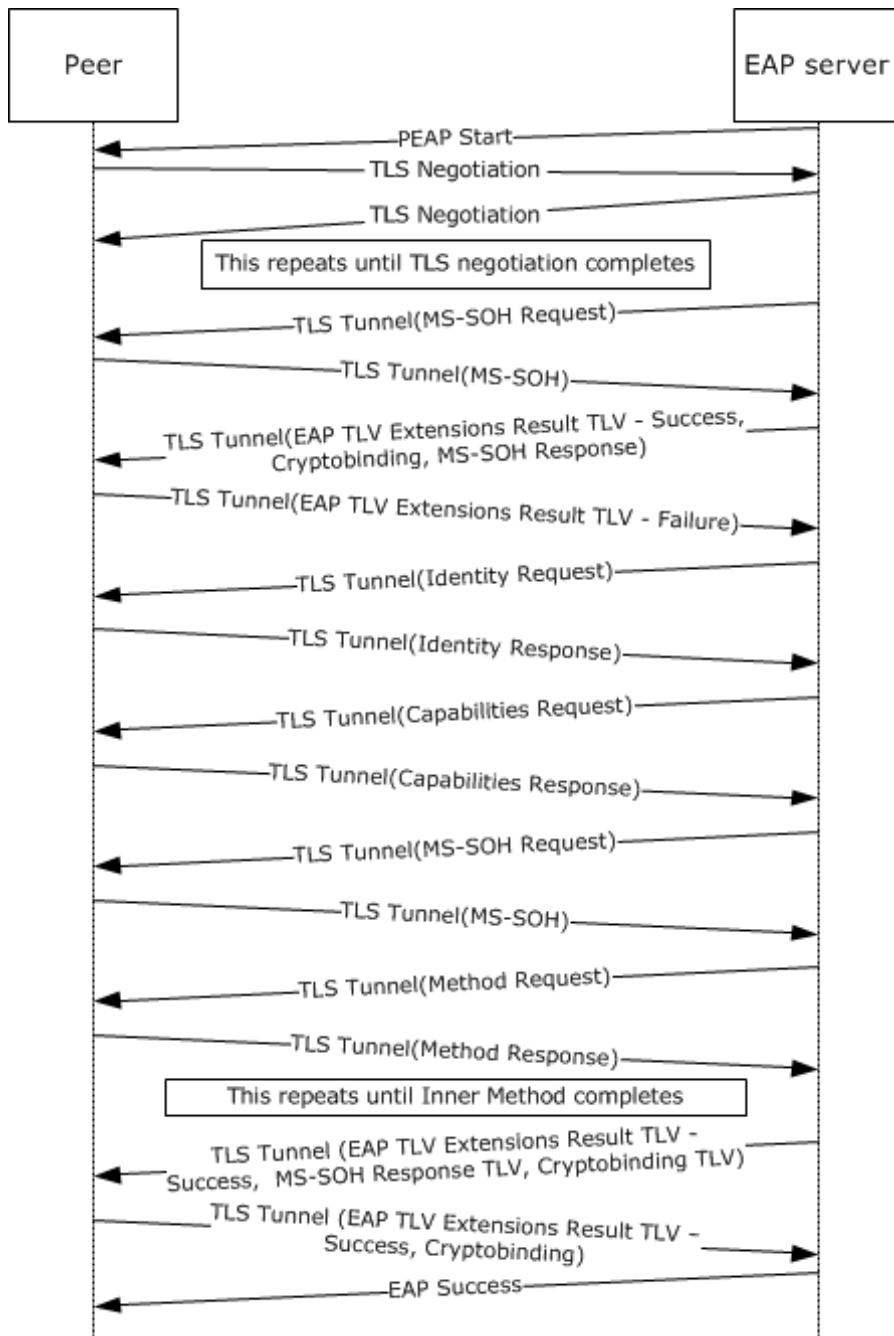 Peer
EAP server
PEAP Start
TLS Negotiation
TLS Negotiation
This repeats until TLS negotiation completes
TLS Tunnel(MS-SOH Request)
TLS Tunnel(MS-SOH)
TLS Tunnel(EAP TLV Extensions Result TLV - Success,
Cryptobinding, MS-SOH Response)
TLS Tunnel(EAP TLV Extensions Result TLV - Failure)
TLS Tunnel(Identity Request)
TLS Tunnel(Identity Response)
TLS Tunnel(Capabilities Request)
TLS Tunnel(Capabilities Response)
TLS Tunnel(MS-SOH Request)
TLS Tunnel(MS-SOH)
TLS Tunnel(Method Request)
TLS Tunnel(Method Response)
This repeats until Inner Method completes
TLS Tunnel (EAP TLV Extensions Result TLV -
Success, MS-SOH Response TLV, Cryptobinding TLV)
TLS Tunnel (EAP TLV Extensions Result TLV –
Success, Cryptobinding)
EAP Success